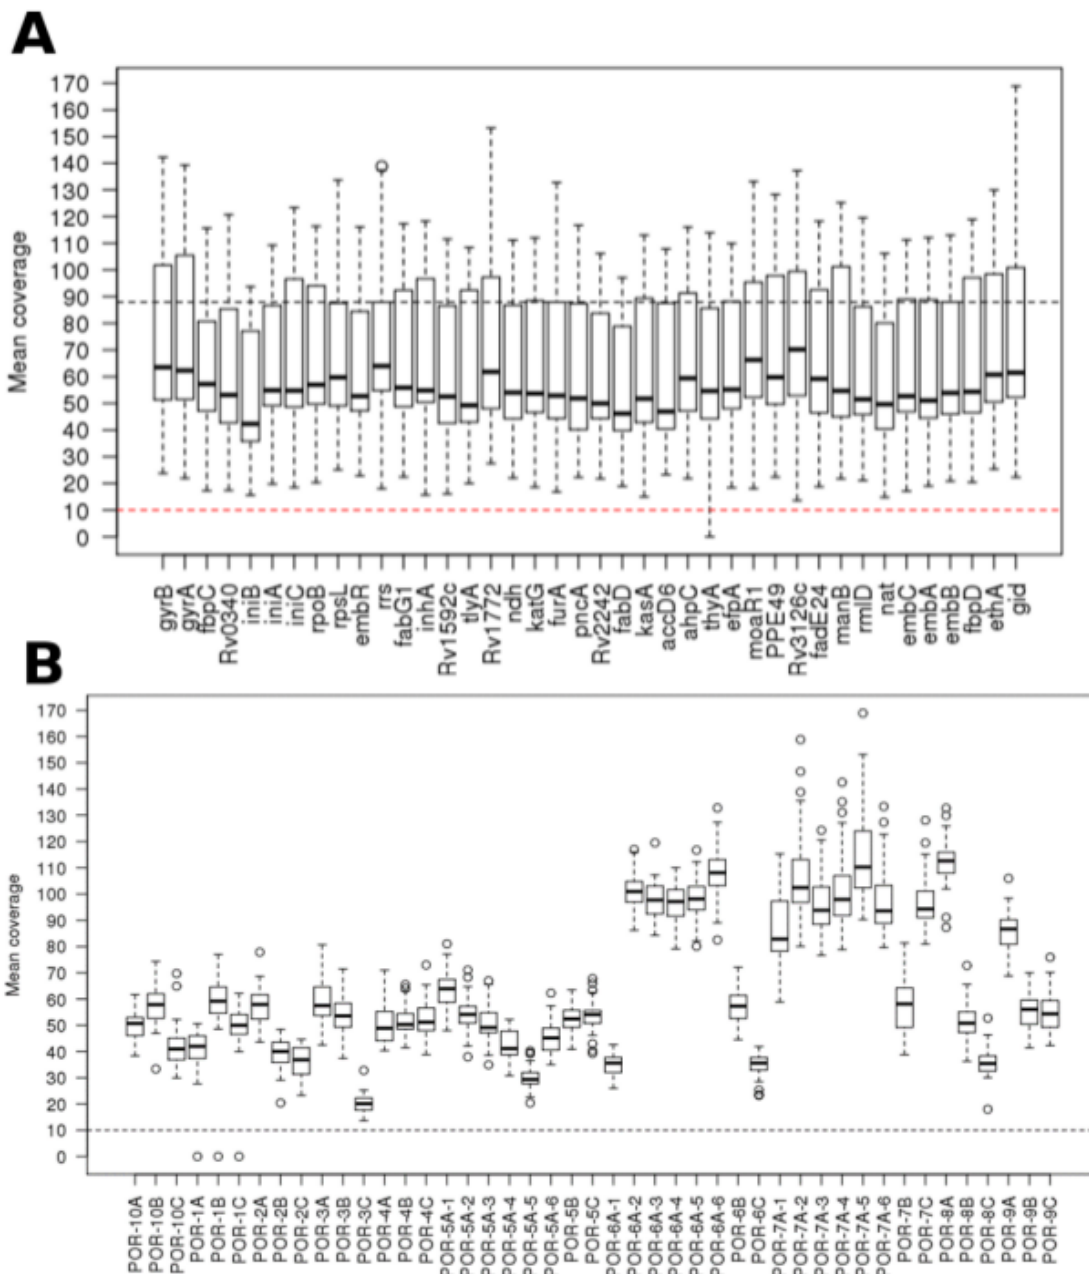 A
Mean coverage
170
160
150
140
130
120
110
100
90
80
70
60
50
40
30
20
10
0
gyrB
gyrA
fbpC
Rv0340
iniB
iniA
iniC
rpoB
rpsL
embR
rrs
fabG1
inhA
Rv1592c
tlyA
Rv1772
ndh
katG
furA
pncA
Rv2242
fabD
kasA
accD6
ahpC
thyA
efpA
moaR1
PPE49
Rv3126c
fadE24
manB
rmlD
nat
embC
embA
embB
fbpD
ethA
gid
B
Mean coverage
170
160
150
140
130
120
110
100
90
80
70
60
50
40
30
20
10
0
POR-10A
POR-10B
POR-10C
POR-1A
POR-1B
POR-1C
POR-2A
POR-2B
POR-2C
POR-3A
POR-3B
POR-3C
POR-4A
POR-4B
POR-4C
POR-5A-1
POR-5A-2
POR-5A-3
POR-5A-4
POR-5A-5
POR-5A-6
POR-5B
POR-5C
POR-6A-1
POR-6A-2
POR-6A-3
POR-6A-4
POR-6A-5
POR-6A-6
POR-6B
POR-6C
POR-7A-1
POR-7A-2
POR-7A-3
POR-7A-4
POR-7A-5
POR-7A-6
POR-7B
POR-7C
POR-8A
POR-8B
POR-8C
POR-9A
POR-9B
POR-9C